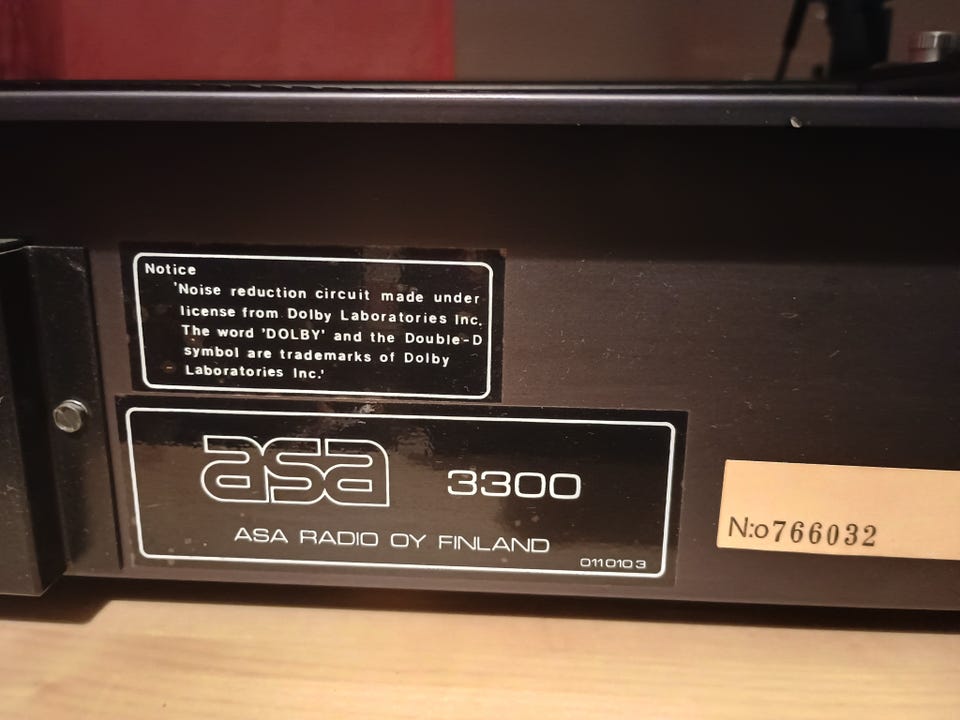 Notice
'Noise reduction circuit made under
license from Dolby Laboratories Inc.
The word 'DOLBY' and the Double-D
symbol are trademarks of Dolby
Laboratories Inc.'
asa 3300
ASA RADIO OY FINLAND
0110103
N:o 766032